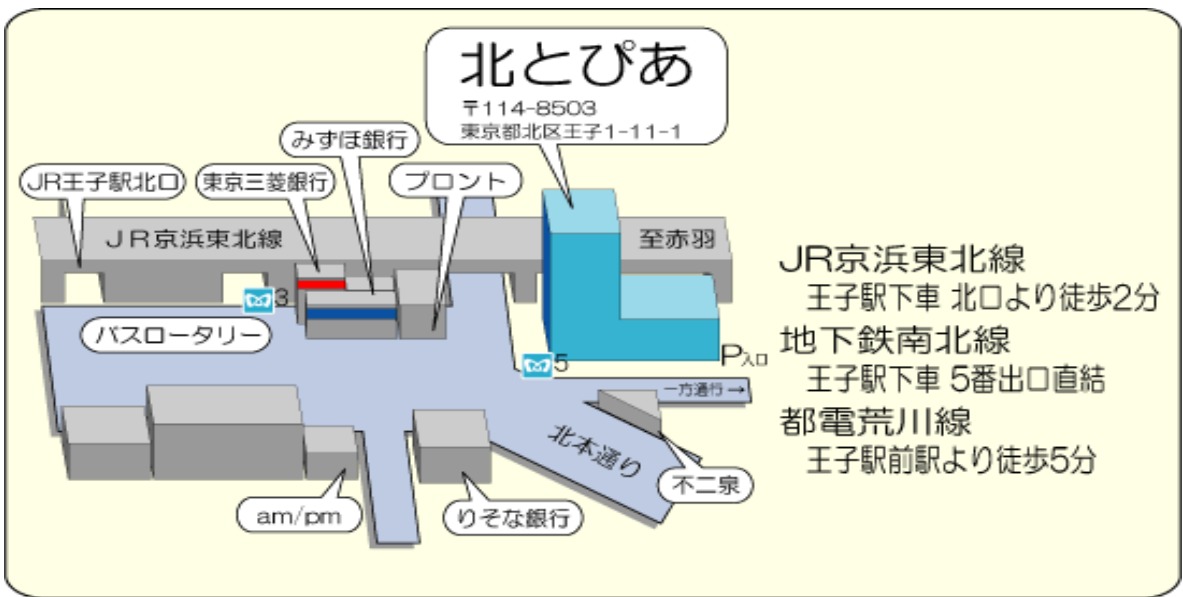 北とぴあ
〒114-8503
東京都北区王子1-11-1
みずほ銀行
JR王子駅北口
東京三菱銀行
プロント
JR京浜東北線
至赤羽
3
バスロータリー
5
P入口
一方通行→
北本通り
不二泉
am/pm
りそな銀行
JR京浜東北線
王子駅下車 北口より徒歩2分
地下鉄南北線
王子駅下車 5番出口直結
都電荒川線
王子駅前駅より徒歩5分